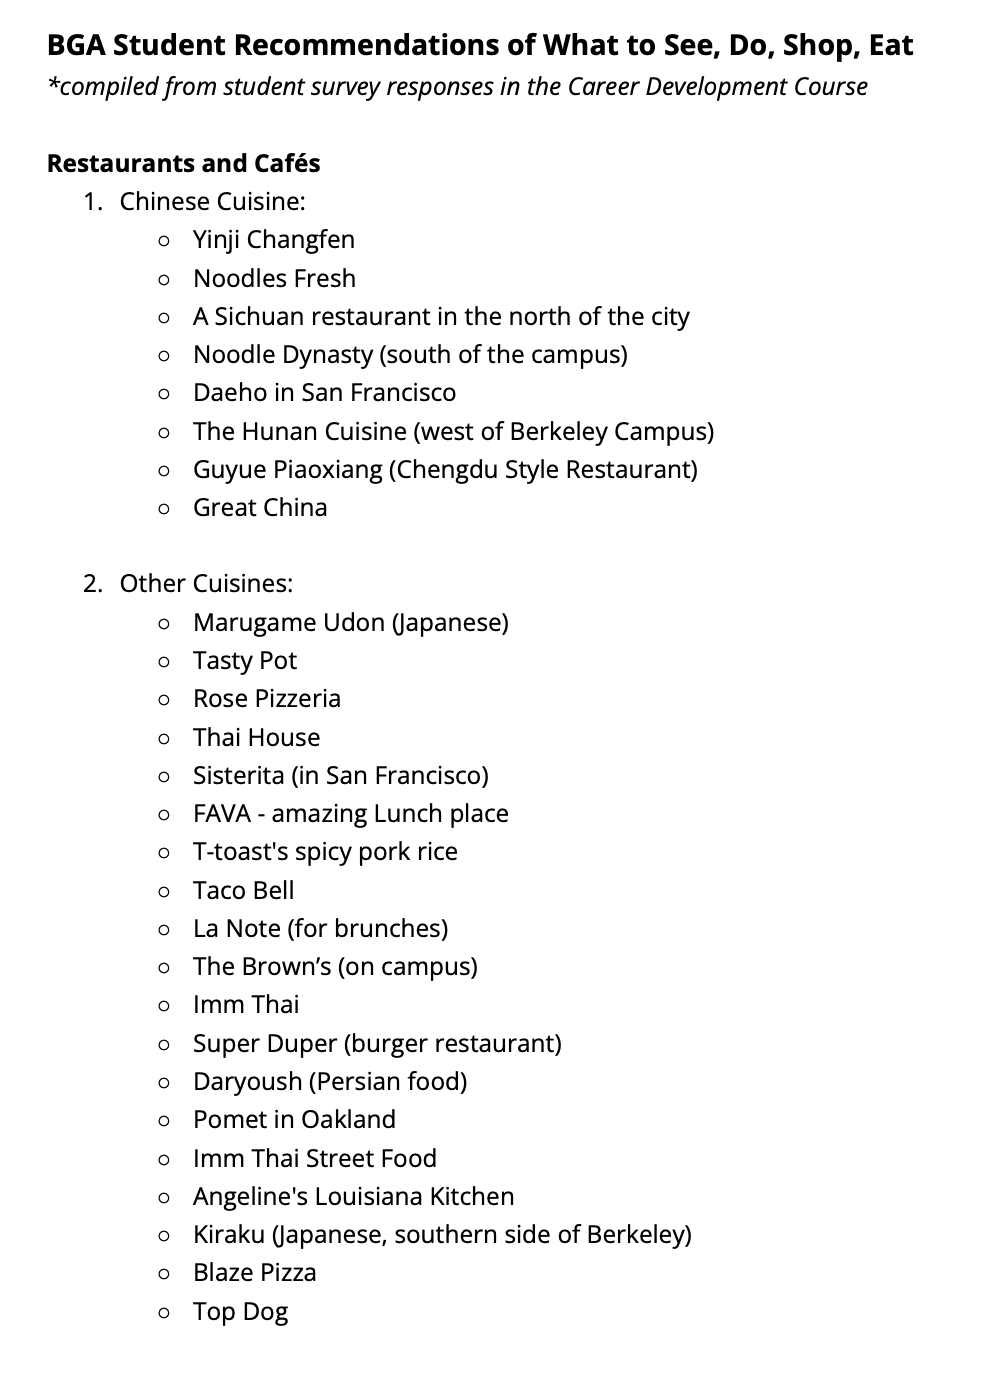 BGA Student Recommendations of What to See, Do, Shop, Eat
*compiled from student survey responses in the Career Development Course
Restaurants and Cafés
1. Chinese Cuisine:
○ Yinji Changfen
○ Noodles Fresh
○ A Sichuan restaurant in the north of the city
○ Noodle Dynasty (south of the campus)
○ Daeho in San Francisco
○ The Hunan Cuisine (west of Berkeley Campus)
○ Guyue Piaoxiang (Chengdu Style Restaurant)
○ Great China
2. Other Cuisines:
○ Marugame Udon (Japanese)
○ Tasty Pot
○ Rose Pizzeria
○ Thai House
○ Sisterita (in San Francisco)
○ FAVA - amazing Lunch place
○ T-toast's spicy pork rice
○ Taco Bell
○ La Note (for brunches)
○ The Brown’s (on campus)
○ Imm Thai
○ Super Duper (burger restaurant)
○ Daryoush (Persian food)
○ Pomet in Oakland
○ Imm Thai Street Food
○ Angeline's Louisiana Kitchen
○ Kiraku (Japanese, southern side of Berkeley)
○ Blaze Pizza
○ Top Dog